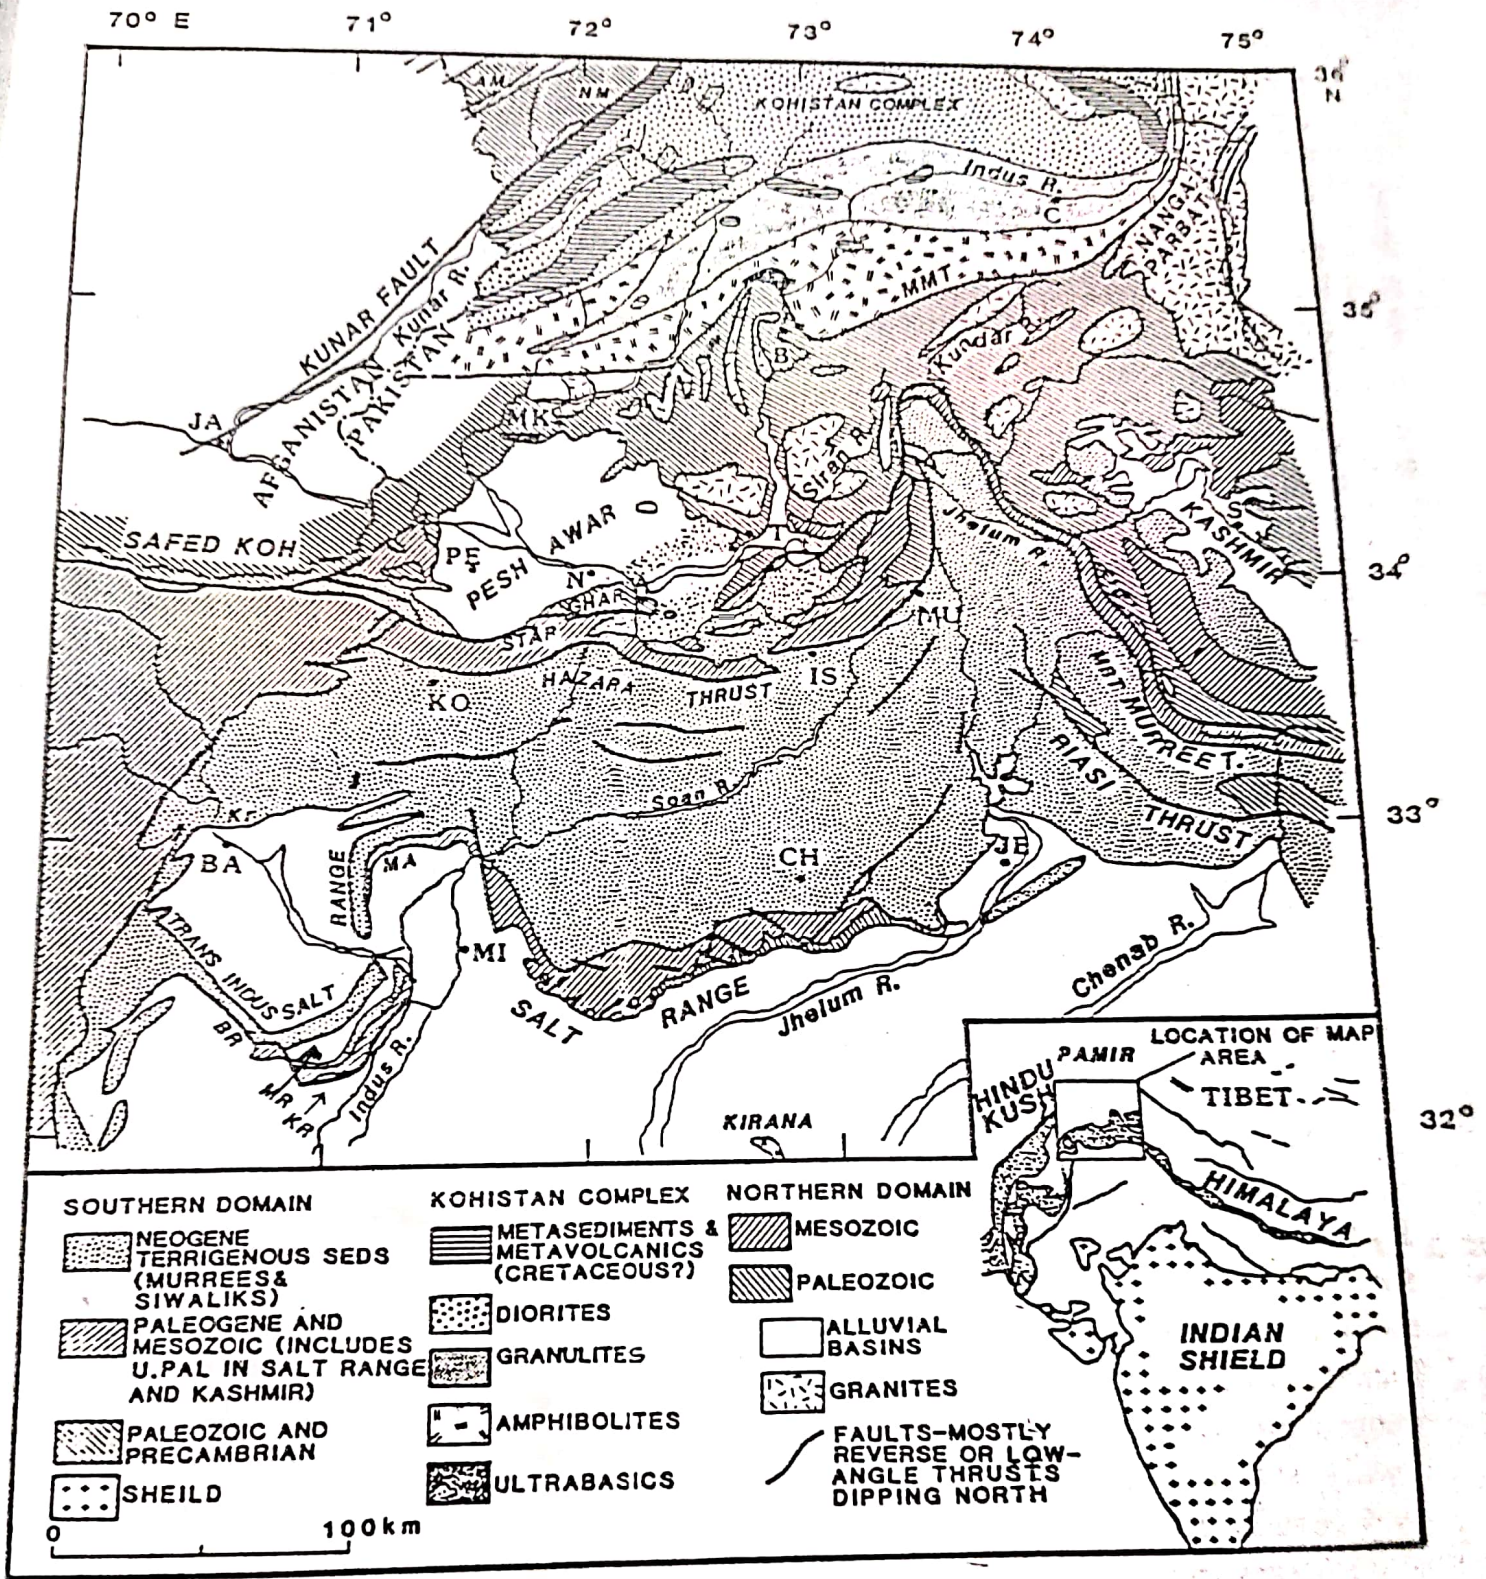 70° E
71°
72°
73°
74°
75°
36°
N
AM
NM
KOHISTAN COMPLEX
Indus R.
C
NANGA
PARBAT
KUNAR FAULT
Kunar R.
MMT
35°
AFGANISTAN
PAKISTAN
B
Kundar R.
JA
MK
Siran R.
S
KASHMIR
SAFED KOH
PE
PESH AWAR
N
A
T
Jhelum R.
34°
GHAR
STAR
MU
HAZARA THRUST
IS
KO
MBT MURREE T.
RIASI THRUST
Soan R.
33°
Kr
BA
RANGE
MA
CH
JE
TRANS INDUS SALT
MI
SALT RANGE
Jhelum R.
Chenab R.
BR
MR
KR
Indus R.
KIRANA
32°
LOCATION OF MAP
AREA
PAMIR
HINDU
KUSH
TIBET
HIMALAYA
INDIAN
SHIELD
SOUTHERN DOMAIN
NEOGENE
TERRIGENOUS SEDS
(MURREES&
SIWALIKS)
PALEOGENE AND
MESOZOIC (INCLUDES
U.PAL IN SALT RANGE
AND KASHMIR)
PALEOZOIC AND
PRECAMBRIAN
SHEILD
0 100km
KOHISTAN COMPLEX
METASEDIMENTS &
METAVOLCANICS
(CRETACEOUS?)
DIORITES
GRANULITES
AMPHIBOLITES
ULTRABASICS
NORTHERN DOMAIN
MESOZOIC
PALEOZOIC
ALLUVIAL
BASINS
GRANITES
FAULTS-MOSTLY
REVERSE OR LOW-
ANGLE THRUSTS
DIPPING NORTH